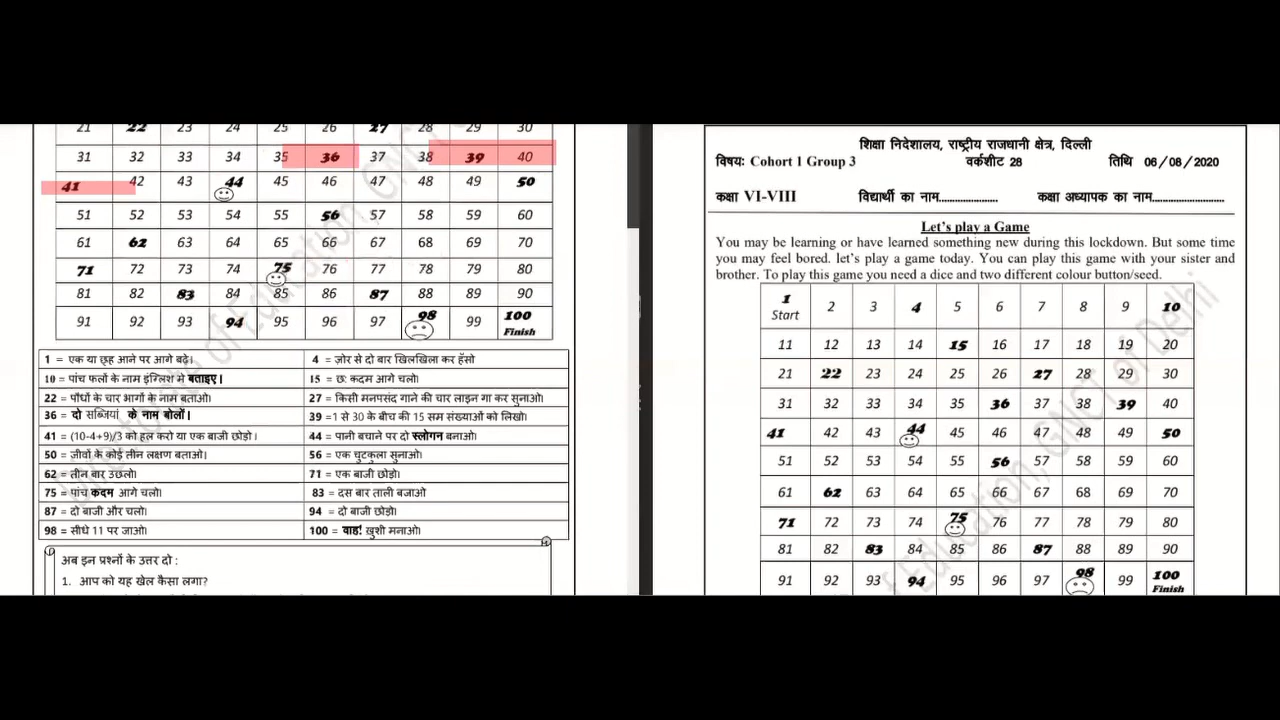 21 22 23 24 25 26 27 28 29 30
31 32 33 34 35 36 37 38 39 40
41 42 43 44 45 46 47 48 49 50
51 52 53 54 55 56 57 58 59 60
61 62 63 64 65 66 67 68 69 70
71 72 73 74 75 76 77 78 79 80
81 82 83 84 85 86 87 88 89 90
91 92 93 94 95 96 97 98 99 100
Finish
1 = एक या छ्ह आने पर आगे बढ़े। 4 = ज़ोर से दो बार खिलखिला कर हँसो
10 = पांच फलों के नाम इंग्लिश मे बताइए। 15 = छः कदम आगे चलो।
22 = पौधों के चार भागों के नाम बताओ। 27 = किसी मनपसंद गाने की चार लाइन गा कर सुनाओ।
36 = दो सब्जियां के नाम बोलों। 39 =1 से 30 के बीच की 15 सम संख्याओ को लिखो।
41 = (10-4+9)/3 को हल करो या एक बाजी छोड़ो। 44 = पानी बचाने पर दो स्लोगन बनाओ।
50 = जीवों के कोई तीन लक्षण बताओ। 56 = एक चुटकुला सुनाओ।
62 = तीन बार उछलो। 71 = एक बाजी छोड़ो।
75 = पांच कदम आगे चलो। 83 = दस बार ताली बजाओ
87 = दो बाजी और चलो। 94 = दो बाजी छोड़ो।
98 = सीधे 11 पर जाओ। 100 = वाह! खुशी मनाओ।
अब इन प्रश्नों के उत्तर दो :
1. आप को यह खेल कैसा लगा?
शिक्षा निदेशालय, राष्ट्रीय राजधानी क्षेत्र, दिल्ली
विषयः Cohort 1 Group 3 वर्कशीट 28 तिथि 06/08/2020
कक्षा VI-VIII विद्यार्थी का नाम...................... कक्षा अध्यापक का नाम...........................
Let's play a Game
You may be learning or have learned something new during this lockdown. But some time
you may feel bored. let's play a game today. You can play this game with your sister and
brother. To play this game you need a dice and two different colour button/seed.
1 2 3 4 5 6 7 8 9 10
Start
11 12 13 14 15 16 17 18 19 20
21 22 23 24 25 26 27 28 29 30
31 32 33 34 35 36 37 38 39 40
41 42 43 44 45 46 47 48 49 50
51 52 53 54 55 56 57 58 59 60
61 62 63 64 65 66 67 68 69 70
71 72 73 74 75 76 77 78 79 80
81 82 83 84 85 86 87 88 89 90
91 92 93 94 95 96 97 98 99 100
Finish